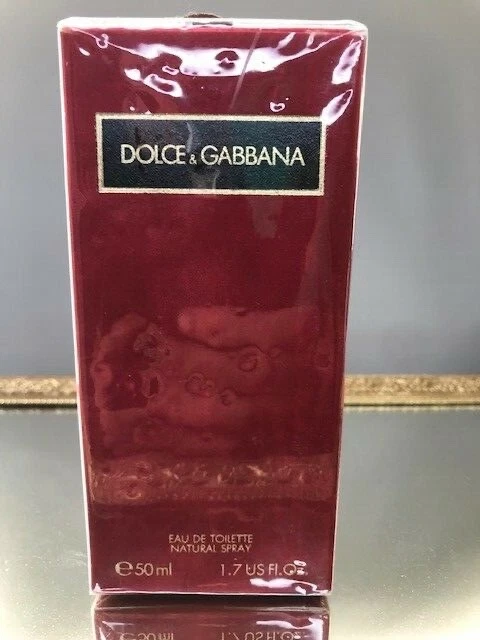 DOLCE & GABBANA
EAU DE TOILETTE
NATURAL SPRAY
℮50ml 1.7 US Fl.Oz.